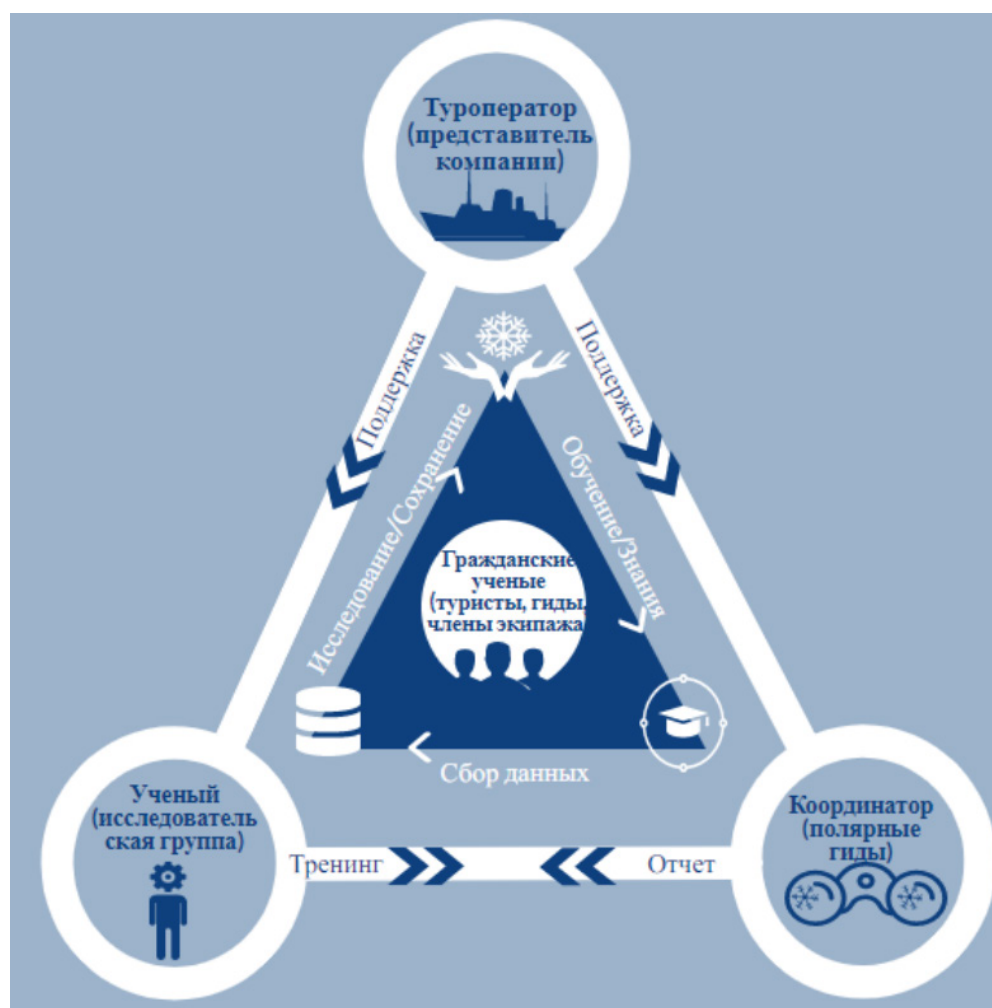 Туроператор
(представитель
компании)
Поддержка
Поддержка
Исследование/Сохранение
Обучение/Знания
Гражданские
ученые
(туристы, гиды,
члены экипажа
Сбор данных
Ученый
(исследователь
ская группа)
Тренинг
Отчет
Координатор
(полярные
гиды)